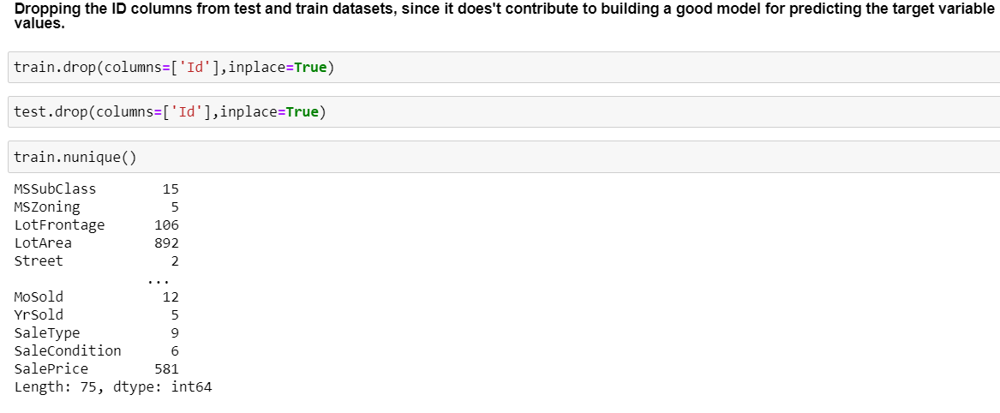 Dropping the ID columns from test and train datasets, since it does't contribute to building a good model for predicting the target variable
values.
train.drop(columns=['Id'],inplace=True)
test.drop(columns=['Id'],inplace=True)
train.nunique()
MSSubClass 15
MSZoning 5
LotFrontage 106
LotArea 892
Street 2
...
MoSold 12
YrSold 5
SaleType 9
SaleCondition 6
SalePrice 581
Length: 75, dtype: int64